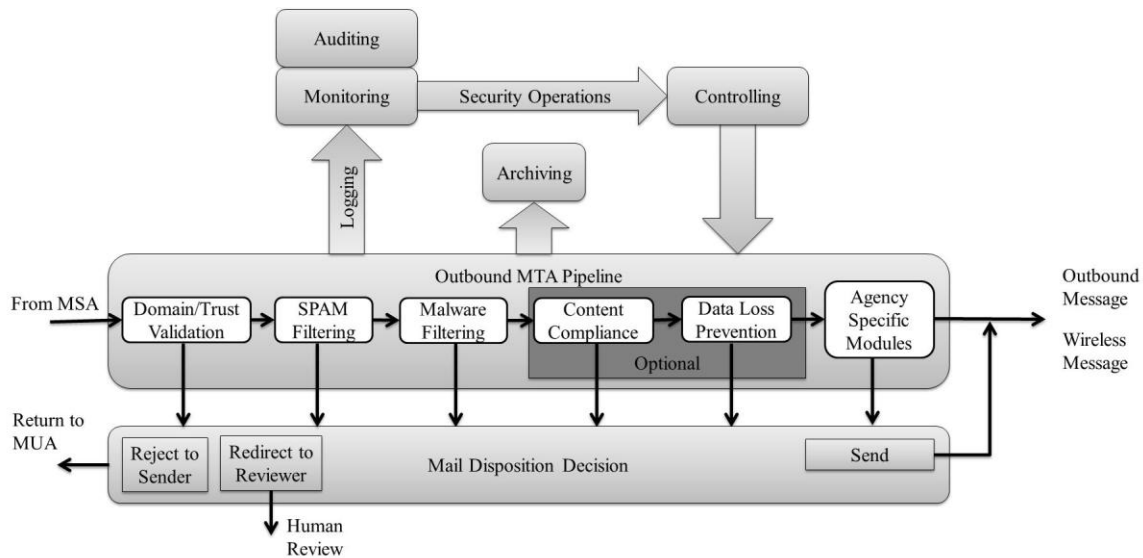 Auditing
Monitoring
Security Operations
Controlling
Logging
Archiving
Outbound MTA Pipeline
From MSA
Domain/Trust
Validation
SPAM
Filtering
Malware
Filtering
Content
Compliance
Data Loss
Prevention
Optional
Agency
Specific
Modules
Outbound
Message
Wireless
Message
Return to
MUA
Reject to
Sender
Redirect to
Reviewer
Mail Disposition Decision
Send
Human
Review